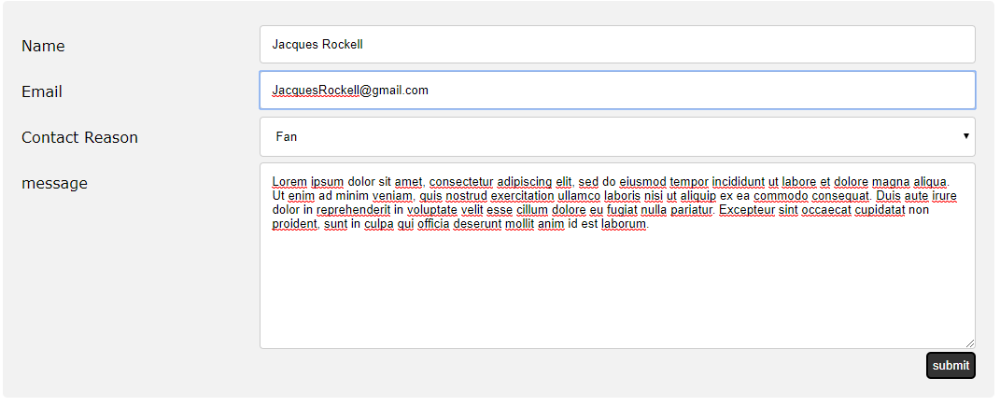 Name
Jacques Rockell
Email
JacquesRockell@gmail.com
Contact Reason
Fan
message
Lorem ipsum dolor sit amet, consectetur adipiscing elit, sed do eiusmod tempor incididunt ut labore et dolore magna aliqua.
Ut enim ad minim veniam, quis nostrud exercitation ullamco laboris nisi ut aliquip ex ea commodo consequat. Duis aute irure
dolor in reprehenderit in voluptate velit esse cillum dolore eu fugiat nulla pariatur. Excepteur sint occaecat cupidatat non
proident, sunt in culpa qui officia deserunt mollit anim id est laborum.
submit